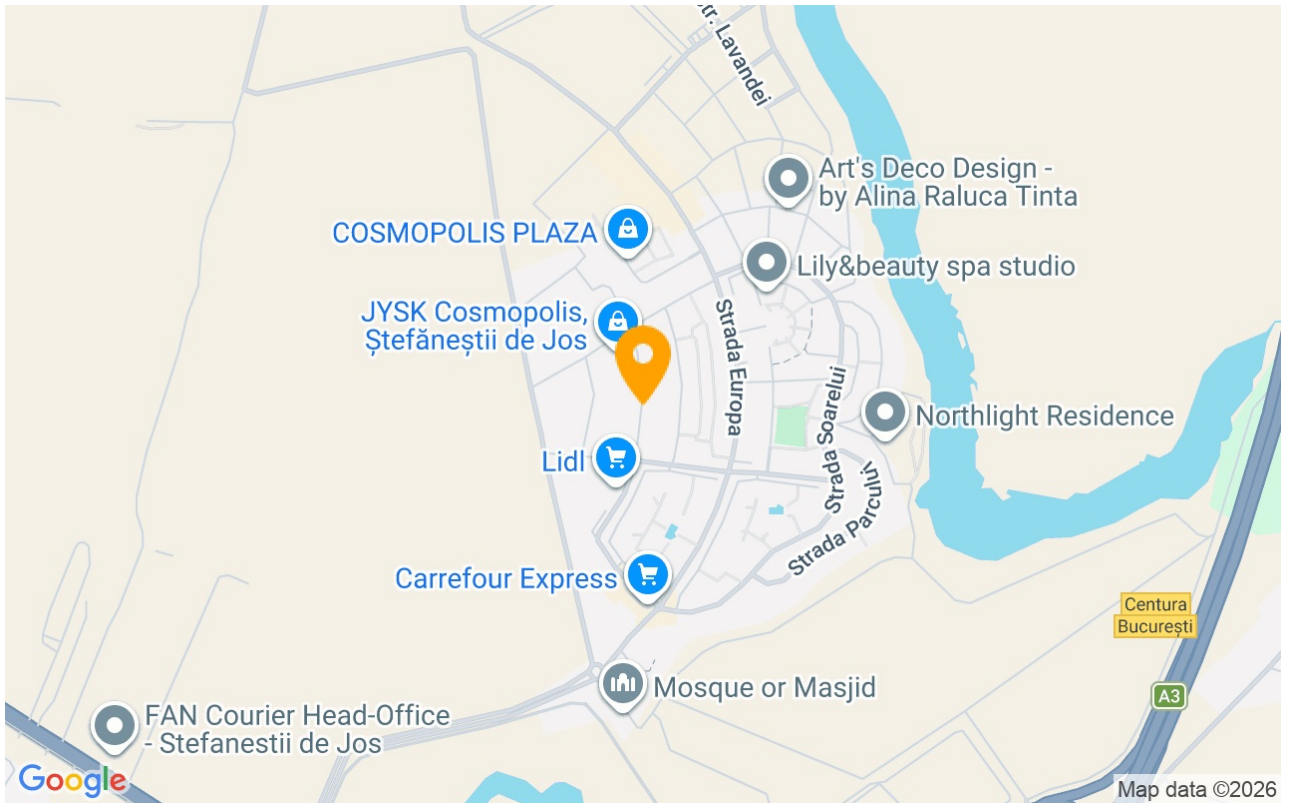 str. Lavandei
Art's Deco Design -
by Alina Raluca Tinta
COSMOPOLIS PLAZA
Lily&beauty spa studio
JYSK Cosmopolis,
Ștefăneștii de Jos
Strada Europa
Strada Soarelui
Northlight Residence
Lidl
Strada Parcului
Carrefour Express
Centura
București
Mosque or Masjid
A3
FAN Courier Head-Office
- Stefanestii de Jos
Google
Map data ©2026